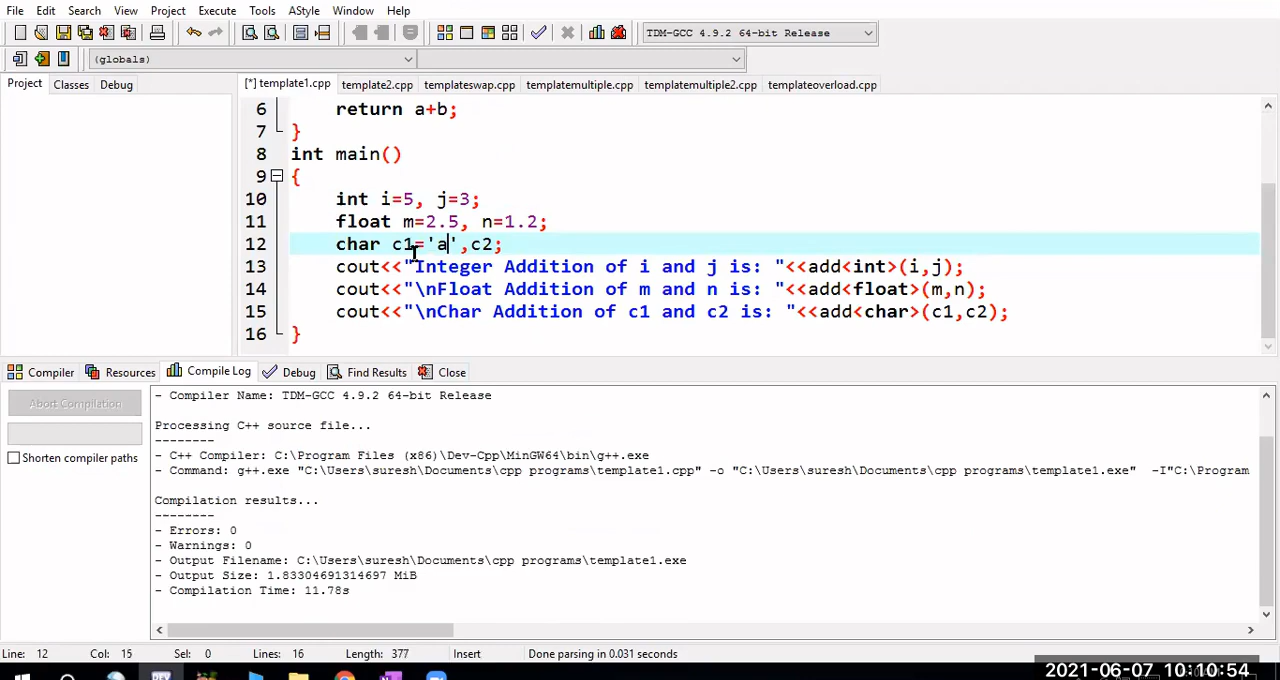 File Edit Search View Project Execute Tools AStyle Window Help
TDM-GCC 4.9.2 64-bit Release
(globals)
Project Classes Debug
[*] template1.cpp template2.cpp templateswap.cpp templatemultiple.cpp templatemultiple2.cpp templateoverload.cpp
6 return a+b;
7 }
8 int main()
9 {
10 int i=5, j=3;
11 float m=2.5, n=1.2;
12 char c1='a',c2;
13 cout<<"Integer Addition of i and j is: "<<add<int>(i,j);
14 cout<<"\nFloat Addition of m and n is: "<<add<float>(m,n);
15 cout<<"\nChar Addition of c1 and c2 is: "<<add<char>(c1,c2);
16 }
Compiler Resources Compile Log Debug Find Results Close
Abort Compilation
Shorten compiler paths
- Compiler Name: TDM-GCC 4.9.2 64-bit Release
Processing C++ source file...
--------
- C++ Compiler: C:\Program Files (x86)\Dev-Cpp\MinGW64\bin\g++.exe
- Command: g++.exe "C:\Users\suresh\Documents\cpp programs\template1.cpp" -o "C:\Users\suresh\Documents\cpp programs\template1.exe" -I"C:\Program
Compilation results...
--------
- Errors: 0
- Warnings: 0
- Output Filename: C:\Users\suresh\Documents\cpp programs\template1.exe
- Output Size: 1.83304691314697 MiB
- Compilation Time: 11.78s
Line: 12 Col: 15 Sel: 0 Lines: 16 Length: 377 Insert Done parsing in 0.031 seconds
2021-06-07 10:10:54